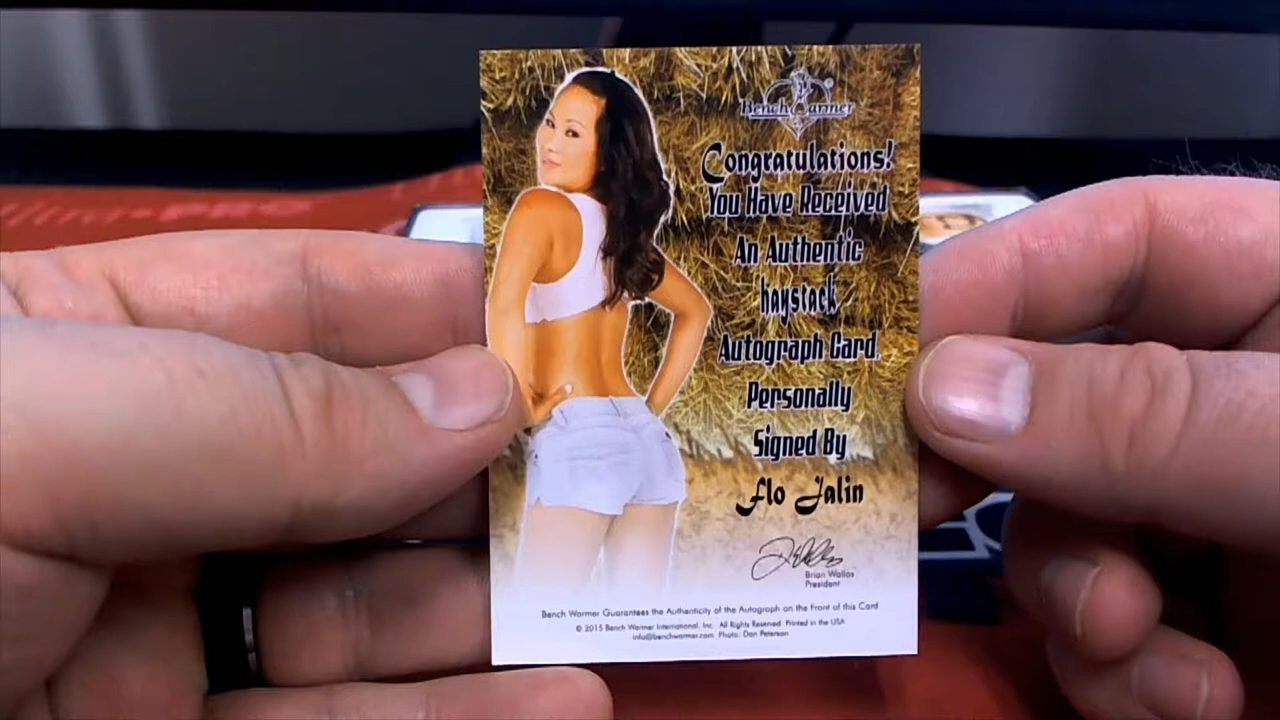 Ultra-PRO
Bench Warmer
Congratulations!
You Have Received
An Authentic
haystack
Autograph Card
Personally
Signed By
Flo Jalin
Brian Wallos
President
Bench Warmer Guarantees the Authenticity of the Autograph on the Front of this Card
© 2015 Bench Warmer International, Inc. All Rights Reserved Printed in the USA
info@benchwarmer.com Photo: Dan Peterson